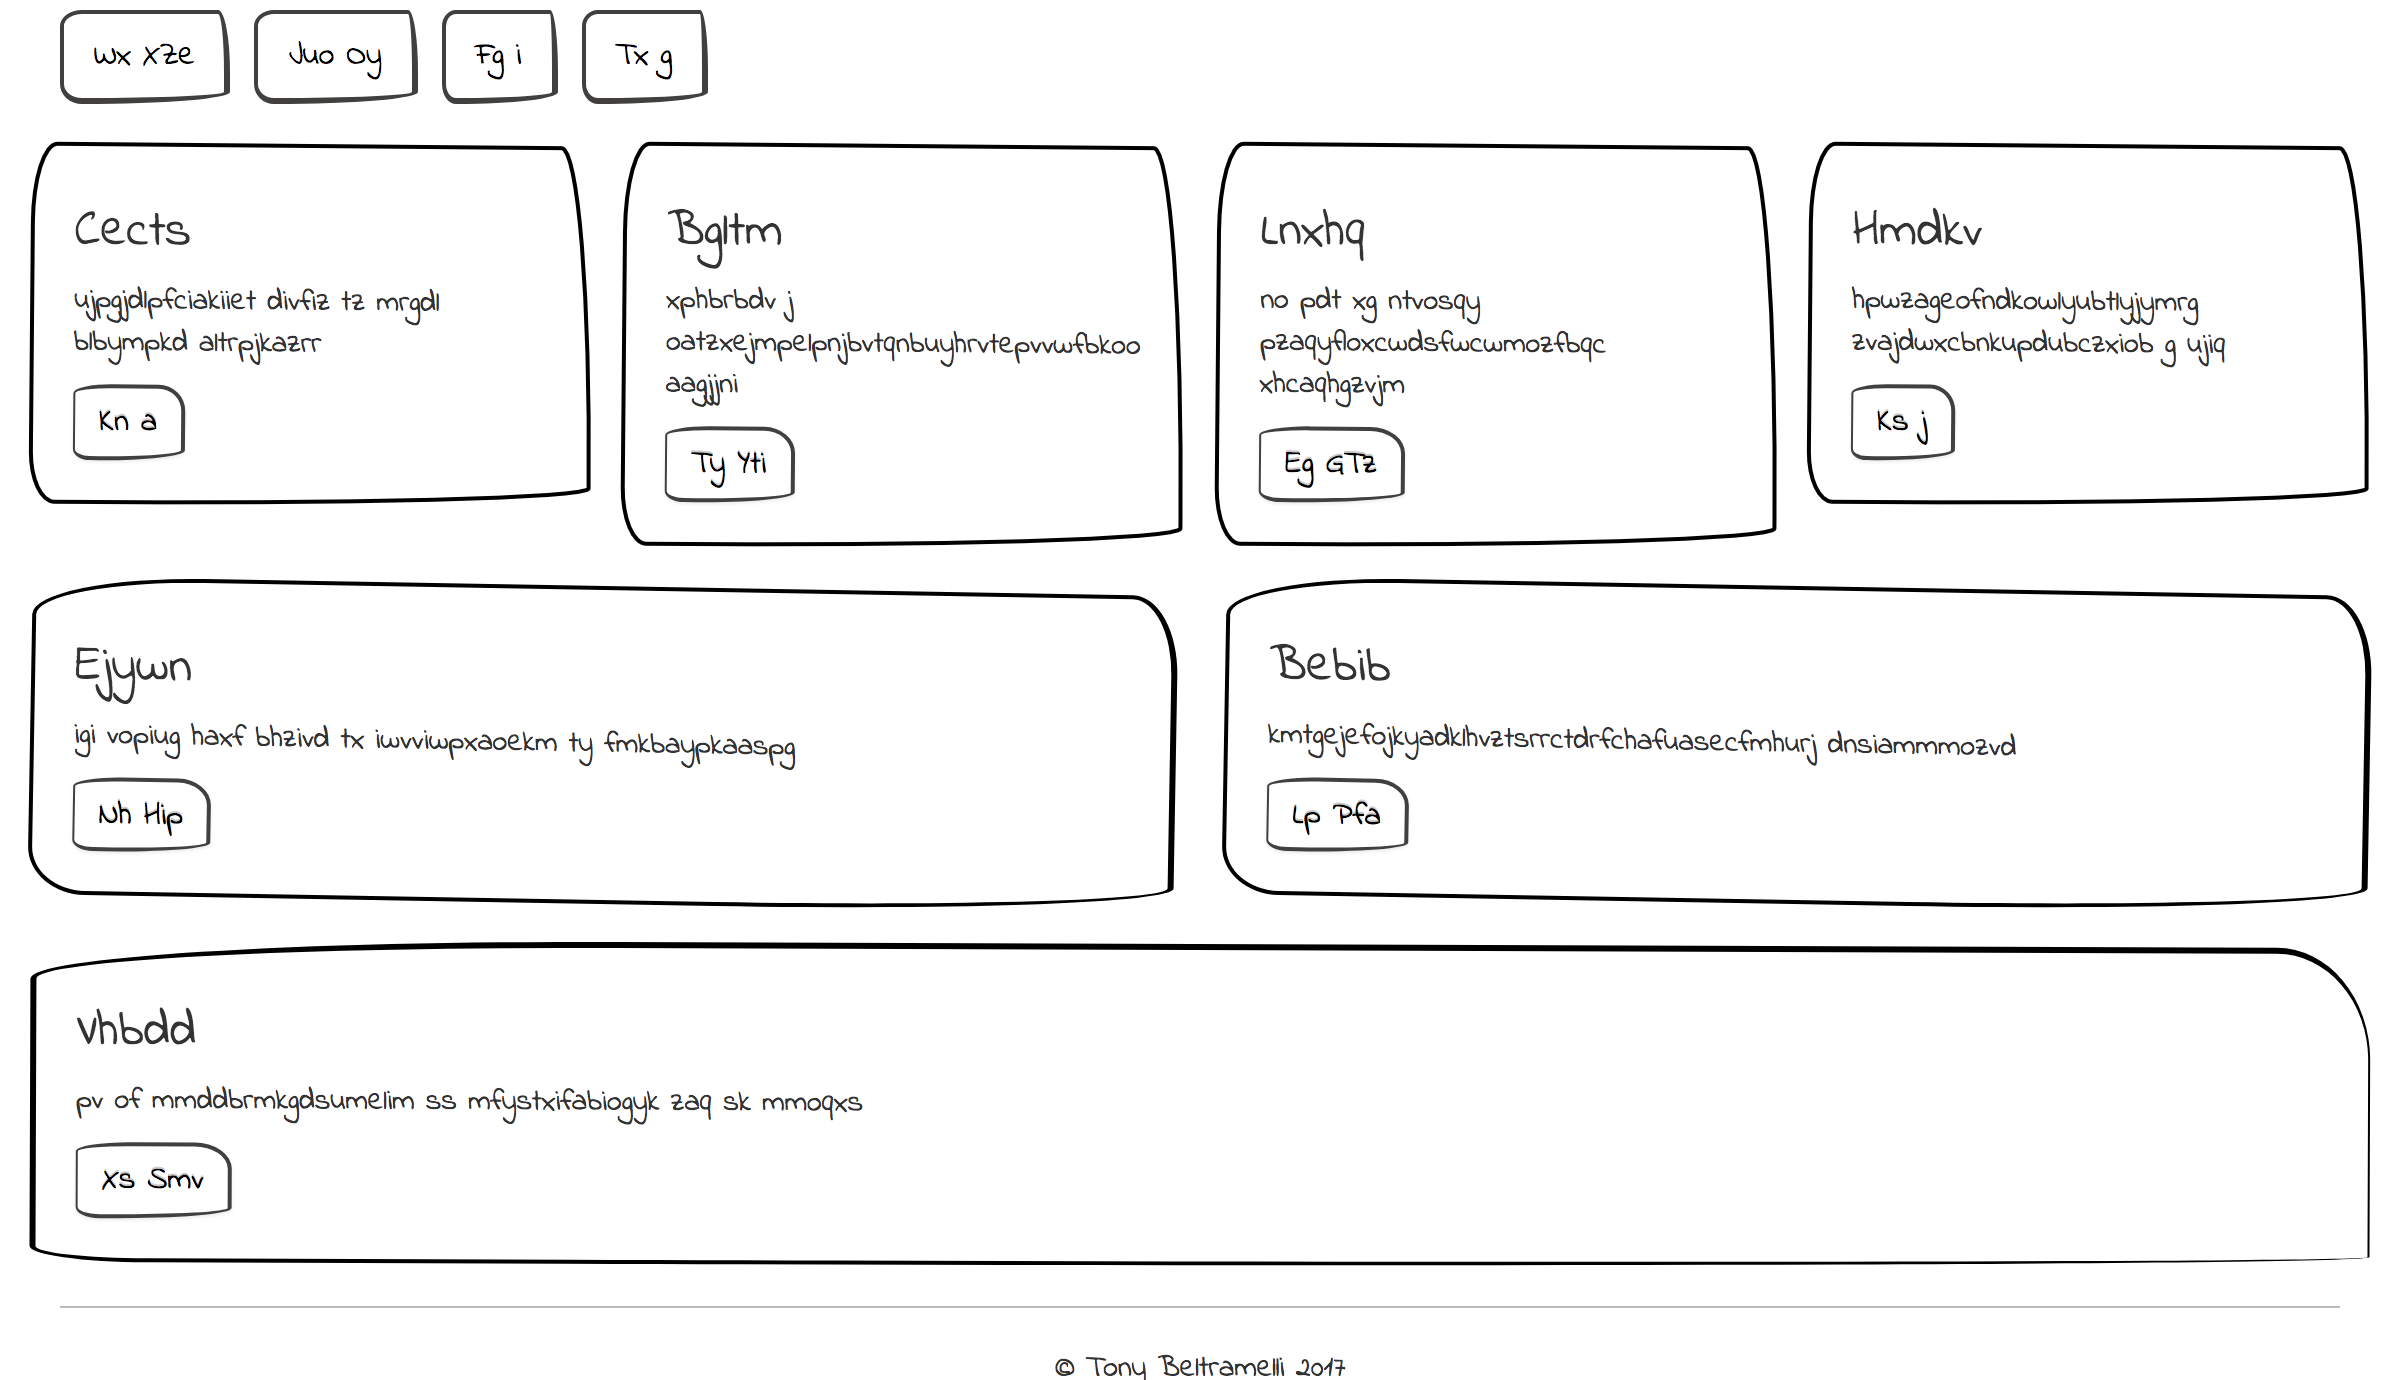 Wx XZe
Juo Oy
Fg i
Tx g
Cects
ujpgjdlpfciakiiet divfiz tz mrgdl
blbympkd altrpjkazrr
Kn a
Bgltm
xphbrbdv j
oatzxejmpelpnjbvtqnbuyhrvtepvvwfbkoo
aagjjni
Ty Yti
Lnxhq
no pdt xg ntvosqy
pzaqyfloxcwdsfwcwmozfbqc
xhcaqhgzvjm
Eg GTz
Hmdkv
hpwzageofndkowlyubtlyjymrg
zvajdwxcbnkupdubczxiob g ujiq
Ks j
Ejywn
igi vopiug haxf bhzivd tx iwvviwpxaoekm ty fmkbaypkaaspg
Nh Hip
Bebib
kmtgejefojkyadklhvztsrrctdrfchafuasecfmhurj dnsiammmozvd
Lp Pfa
Vhbdd
pv of mmddbrmkgdsumelim ss mfystxifabiogyk zaq sk mmoqxs
Xs Smv
© Tony Beltramelli 2017